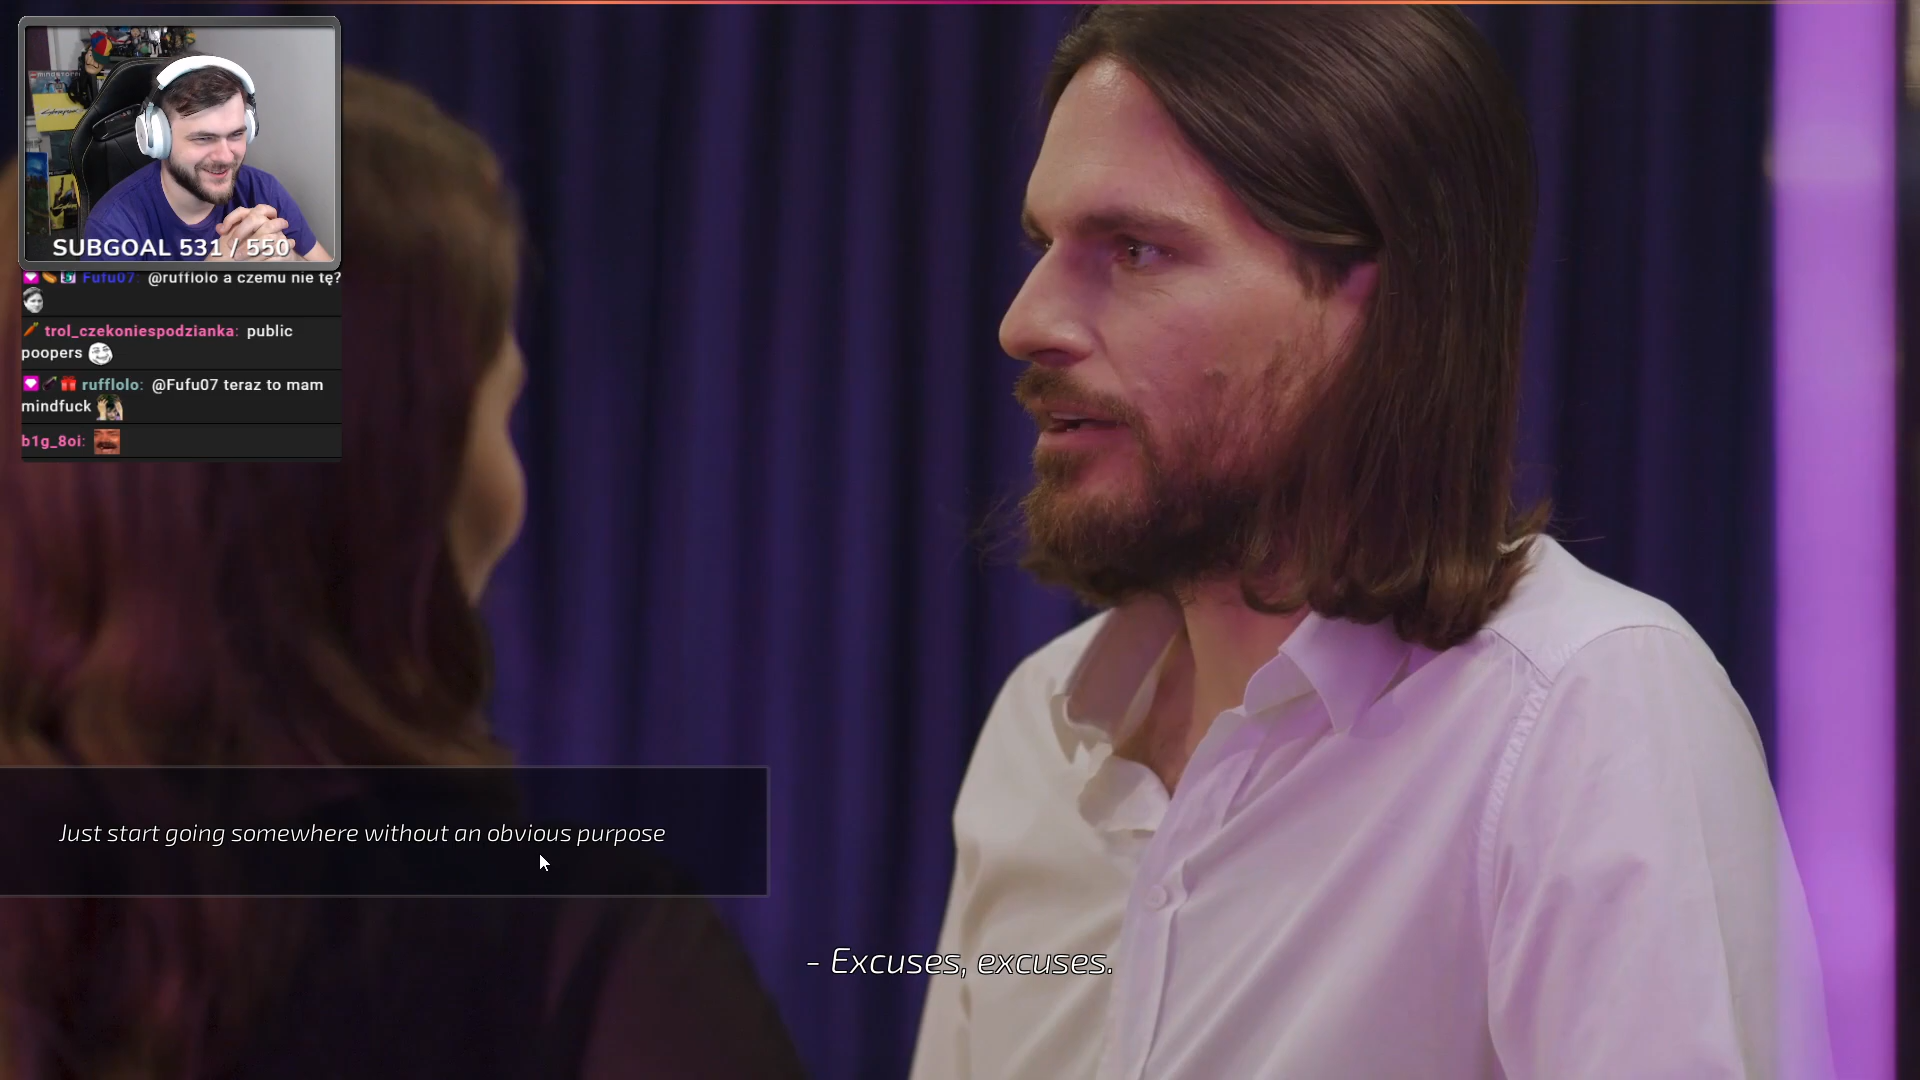 SUBGOAL 531 / 550
Fufu07: @rufflolo a czemu nie tę?
trol_czekoniespodzianka: public
poopers
rufflolo: @Fufu07 teraz to mam
mindfuck
b1g_8oi:
Just start going somewhere without an obvious purpose
- Excuses, excuses.